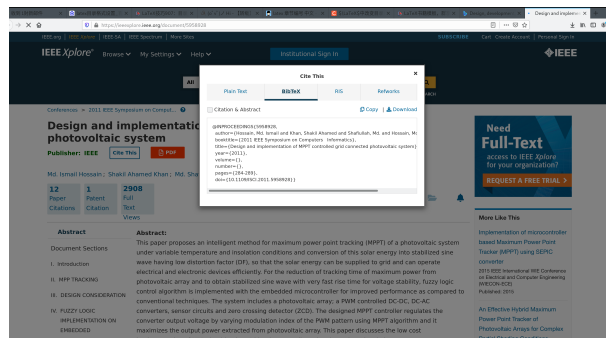 Design and impleme
https://ieeexplore.ieee.org/document/5958928
IEEE.org | IEEE Xplore | IEEE-SA | IEEE Spectrum | More Sites
SUBSCRIBE
Cart Create Account | Personal Sign In
IEEE Xplore®
Browse
My Settings
Help
Institutional Sign In
IEEE
All
Cite This
Plain Text
BibTeX
RIS
Refworks
Citation & Abstract
Copy | Download
@INPROCEEDINGS{5958928,
author={Hossain, Md. Ismail and Khan, Shakil Ahamed and Shafiullah, Md. and Hossain, Mo
booktitle={2011 IEEE Symposium on Computers Informatics},
title={Design and implementation of MPPT controlled grid connected photovoltaic system},
year={2011},
volume={},
number={},
pages={284-289},
doi={10.1109/ISCI.2011.5958928}}
Conferences > 2011 IEEE Symposium on Comput...
Design and implementatic
photovoltaic system
Publisher: IEEE
Cite This
PDF
Md. Ismail Hossain ; Shakil Ahamed Khan ; Md. Sha
12
Paper
Citations
1
Patent
Citation
2908
Full
Text
Views
Need
Full-Text
access to IEEE Xplore
for your organization?
REQUEST A FREE TRIAL >
Abstract
Document Sections
I. Introduction
II. MPP TRACKING
III. DESIGN CONSIDERATION
IV. FUZZY LOGIC
IMPLEMENTATION ON
EMBEDDED
Abstract:
This paper proposes an intelligent method for maximum power point tracking (MPPT) of a photovoltaic system
under variable temperature and insolation conditions and conversion of this solar energy into stabilized sine
wave having low distortion factor (DF), so that the solar energy can be supplied to grid and can operate
electrical and electronic devices efficiently. For the reduction of tracking time of maximum power from
photovoltaic array and to obtain stabilized sine wave with very fast rise time for voltage stability, fuzzy logic
control algorithm is implemented with the embedded microcontroller for improved performance as compared to
conventional techniques. The system includes a photovoltaic array; a PWM controlled DC-DC, DC-AC
converters, sensor circuits and zero crossing detector (ZCD). The designed MPPT controller regulates the
converter output voltage by varying modulation index of the PWM pattern using MPPT algorithm and it
maximizes the output power extracted from photovoltaic array. This paper discusses the low cost
More Like This
Implementation of microcontroller
based Maximum Power Point
Tracker (MPPT) using SEPIC
converter
2015 IEEE International WIE Conference
on Electrical and Computer Engineering
(WIECON-ECE)
Published: 2015
An Effective Hybrid Maximum
Power Point Tracker of
Photovoltaic Arrays for Complex